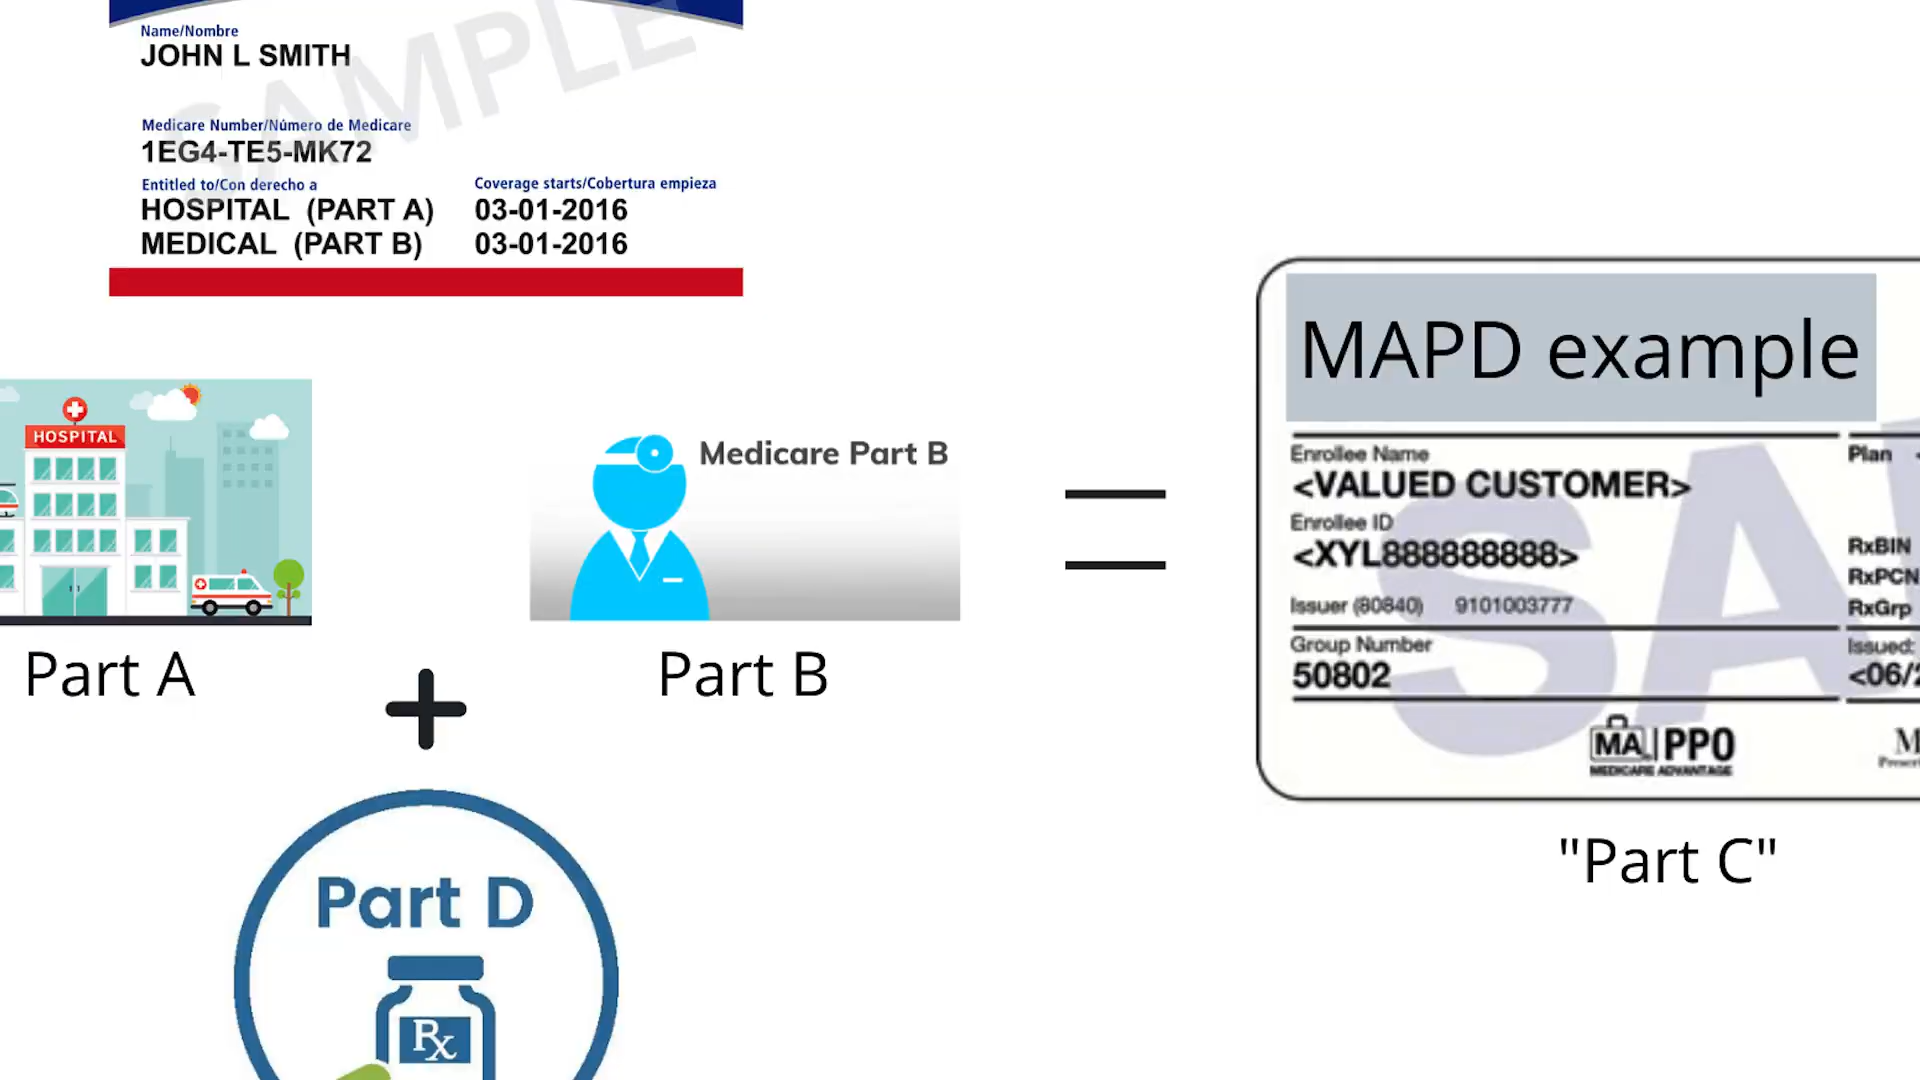 Name/Nombre
JOHN L SMITH
SAMPLE
Medicare Number/Número de Medicare
1EG4-TE5-MK72
Entitled to/Con derecho a
Coverage starts/Cobertura empieza
HOSPITAL (PART A) 03-01-2016
MEDICAL (PART B) 03-01-2016
HOSPITAL
Medicare Part B
Part A
+
Part B
=
Part D
Rx
MAPD example
Enrollee Name
<VALUED CUSTOMER>
Enrollee ID
<XYL888888888>
Issuer (80840) 9101003777
Group Number
50802
Plan
RxBIN
RxPCN
RxGrp
Issued:
<06/
SA
MA PPO
MEDICARE ADVANTAGE
"Part C"